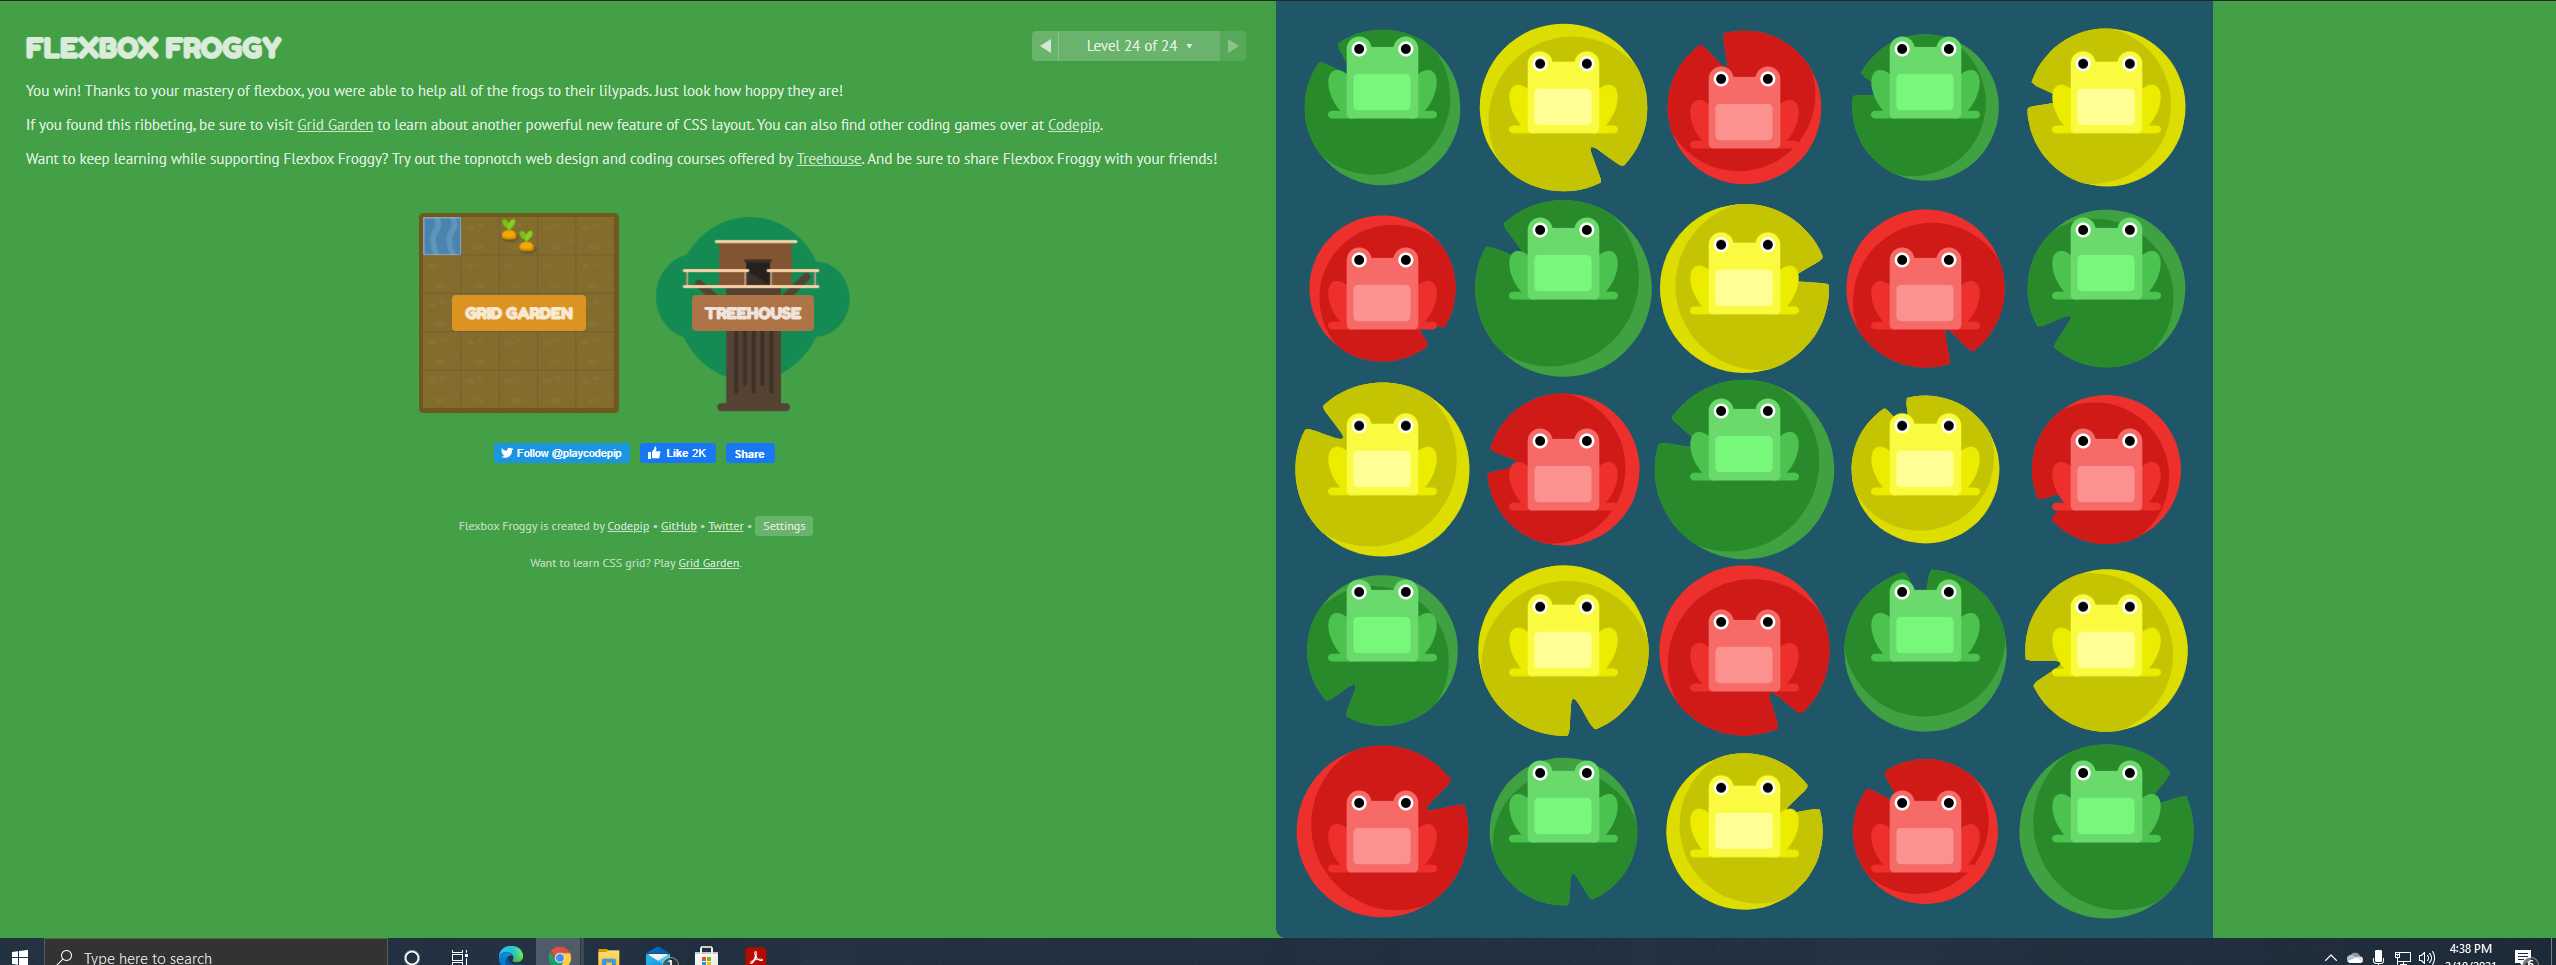 FLEXBOX FROGGY
Level 24 of 24
You win! Thanks to your mastery of flexbox, you were able to help all of the frogs to their lilypads. Just look how hoppy they are!
If you found this ribbeting, be sure to visit Grid Garden to learn about another powerful new feature of CSS layout. You can also find other coding games over at Codepip.
Want to keep learning while supporting Flexbox Froggy? Try out the topnotch web design and coding courses offered by Treehouse. And be sure to share Flexbox Froggy with your friends!
GRID GARDEN
TREEHOUSE
Follow @playcodepip
Like 2K
Share
Flexbox Froggy is created by Codepip • GitHub • Twitter • Settings
Want to learn CSS grid? Play Grid Garden.
Type here to search
4:38 PM